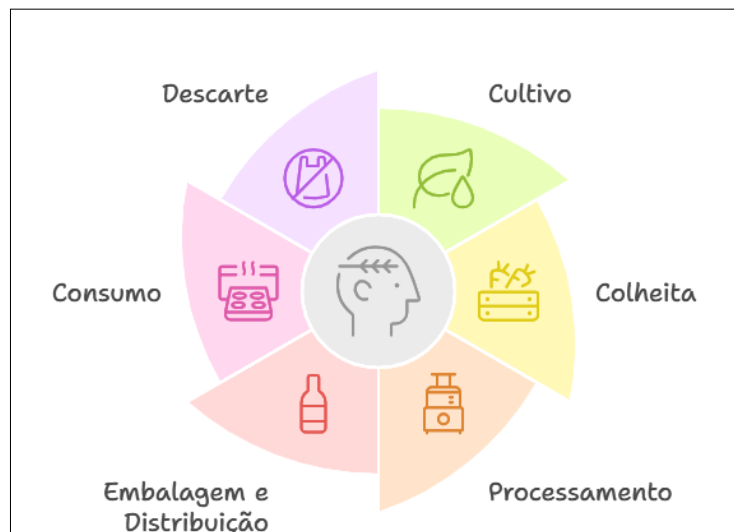 Descarte
Cultivo
Consumo
Colheita
Embalagem e
Distribuição
Processamento